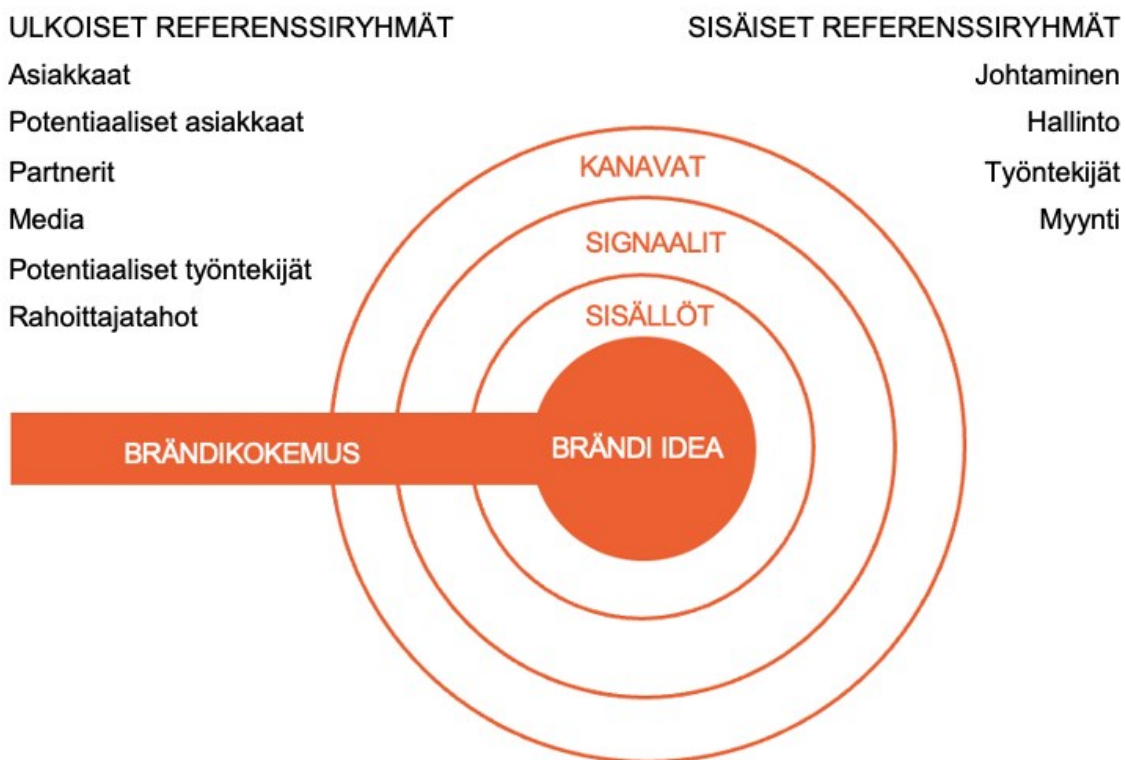 ULKOISET REFERENSSIRYHMÄT
Asiakkaat
Potentiaaliset asiakkaat
Partnerit
Media
Potentiaaliset työntekijät
Rahoittajatahot
SISÄISET REFERENSSIRYHMÄT
Johtaminen
Hallinto
Työntekijät
Myynti
KANAVAT
SIGNAALIT
SISÄLLÖT
BRÄNDIKOKEMUS
BRÄNDI IDEA